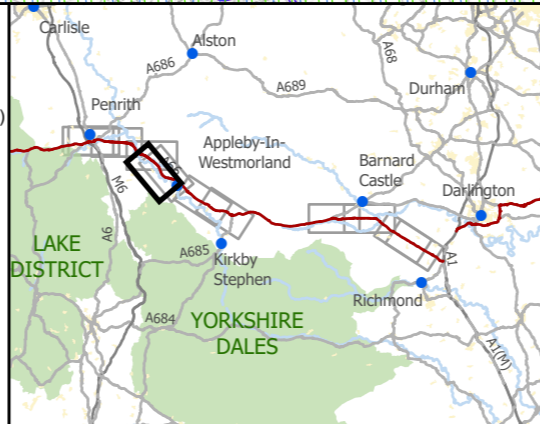 Carlisle
Alston
A68
A686
A689
Durham
Penrith
)
Appleby-In-
Westmorland
Barnard
Castle
Darlington
M6
A6
LAKE
DISTRICT
A685
Kirkby
Stephen
A1
Richmond
A684
YORKSHIRE
DALES
A1(M)